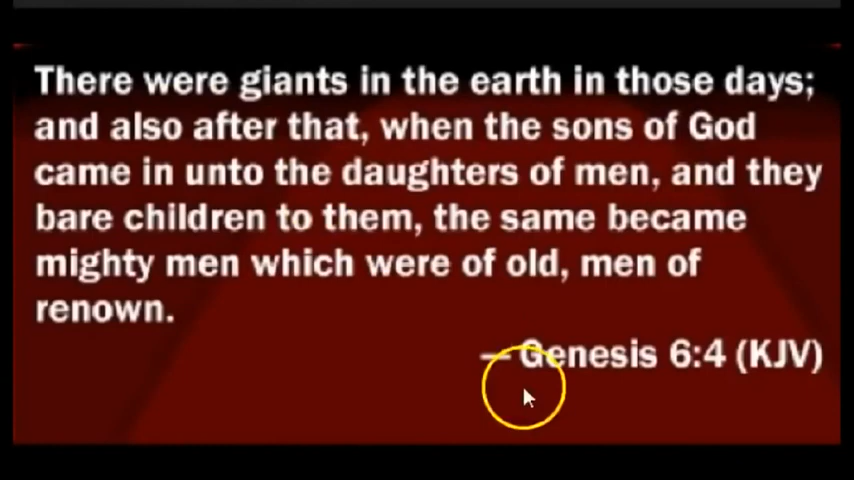 There were giants in the earth in those days;
and also after that, when the sons of God
came in unto the daughters of men, and they
bare children to them, the same became
mighty men which were of old, men of
renown.
— Genesis 6:4 (KJV)